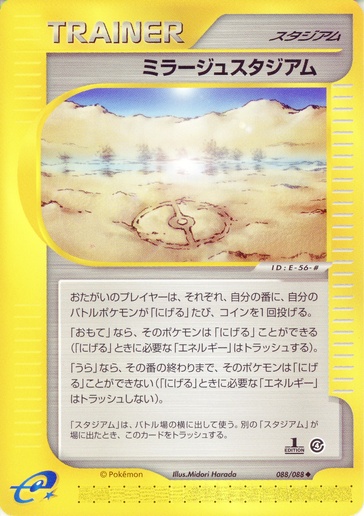 TRAINER
スタジアム
ミラージュスタジアム
ID:E-56-#
おたがいのプレイヤーは、それぞれ、自分の番に、自分の
バトルポケモンが「にげる」たび、コインを1回投げる。
「おもて」なら、そのポケモンは「にげる」ことができる
(「にげる」ときに必要な「エネルギー」はトラッシュする)。
「うら」なら、その番の終わりまで、そのポケモンは「にげ
る」ことができない(「にげる」ときに必要な「エネルギー」
はトラッシュしない)。
「スタジアム」は、バトル場の横に出して使う。別の「スタジアム」が
場に出たとき、このカードをトラッシュする。
1
EDITION
e
©Pokémon
Illus.Midori Harada
088/088◆